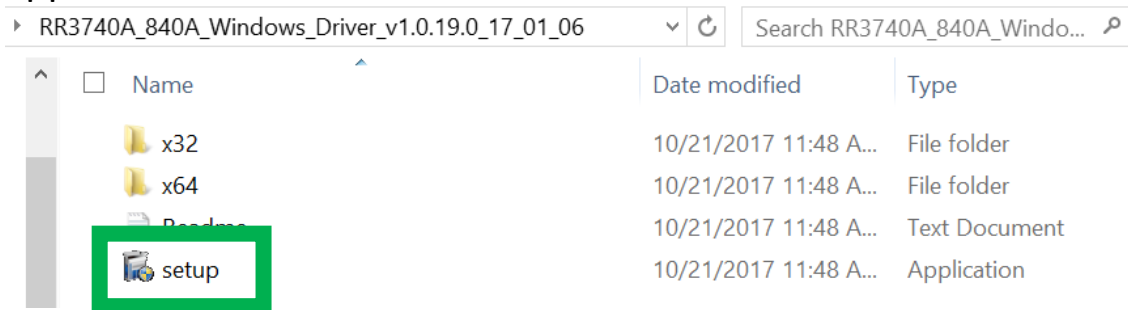 RR3740A_840A_Windows_Driver_v1.0.19.0_17_01_06 Search RR3740A_840A_Windo...
Name Date modified Type
x32 10/21/2017 11:48 A... File folder
x64 10/21/2017 11:48 A... File folder
Readme 10/21/2017 11:48 A... Text Document
setup 10/21/2017 11:48 A... Application